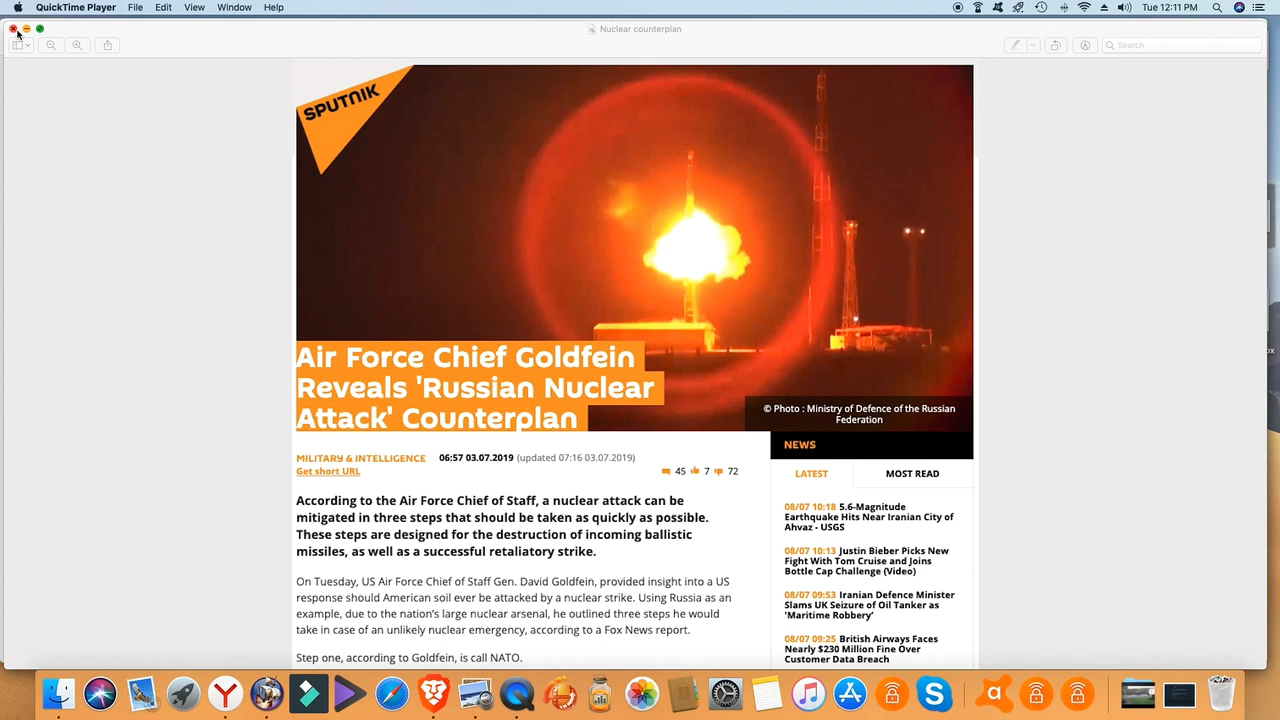 QuickTime Player File Edit View Window Help Tue 12:11 PM
Nuclear counterplan
Search
SPUTNIK
Air Force Chief Goldfein
Reveals 'Russian Nuclear
Attack' Counterplan
© Photo : Ministry of Defence of the Russian
Federation
MILITARY & INTELLIGENCE 06:57 03.07.2019 (updated 07:16 03.07.2019)
Get short URL 45 7 72
According to the Air Force Chief of Staff, a nuclear attack can be
mitigated in three steps that should be taken as quickly as possible.
These steps are designed for the destruction of incoming ballistic
missiles, as well as a successful retaliatory strike.
On Tuesday, US Air Force Chief of Staff Gen. David Goldfein, provided insight into a US
response should American soil ever be attacked by a nuclear strike. Using Russia as an
example, due to the nation's large nuclear arsenal, he outlined three steps he would
take in case of an unlikely nuclear emergency, according to a Fox News report.
Step one, according to Goldfein, is call NATO.
NEWS
LATEST MOST READ
08/07 10:18 5.6-Magnitude
Earthquake Hits Near Iranian City of
Ahvaz - USGS
08/07 10:13 Justin Bieber Picks New
Fight With Tom Cruise and Joins
Bottle Cap Challenge (Video)
08/07 09:53 Iranian Defence Minister
Slams UK Seizure of Oil Tanker as
'Maritime Robbery'
08/07 09:25 British Airways Faces
Nearly $230 Million Fine Over
Customer Data Breach